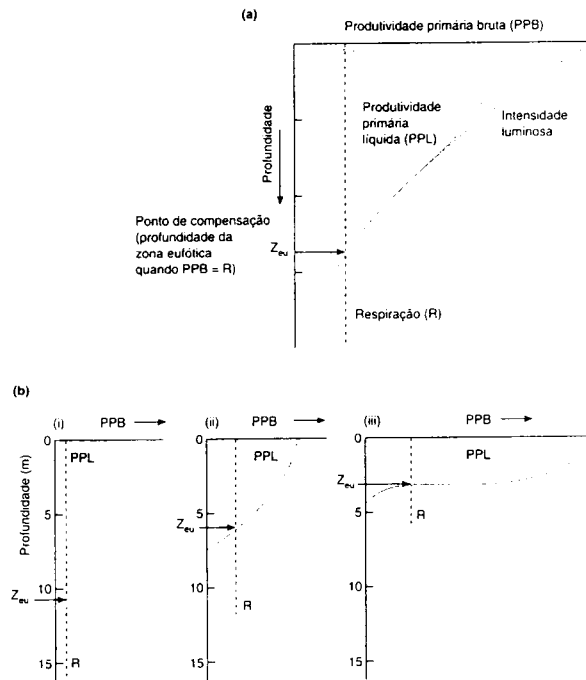 (a)
Produtividade primária bruta (PPB)
Profundidade
Produtividade
primária
líquida (PPL)
Intensidade
luminosa
Ponto de compensação
(profundidade da
zona eufótica
quando PPB = R)
Zeu
Respiração (R)
(b)
(i) PPB
0
PPL
Profundidade (m)
5
10
Zeu
15
R
(ii) PPB
0
PPL
5
Zeu
10
R
15
(iii) PPB
0
PPL
Zeu
5
R
10
15